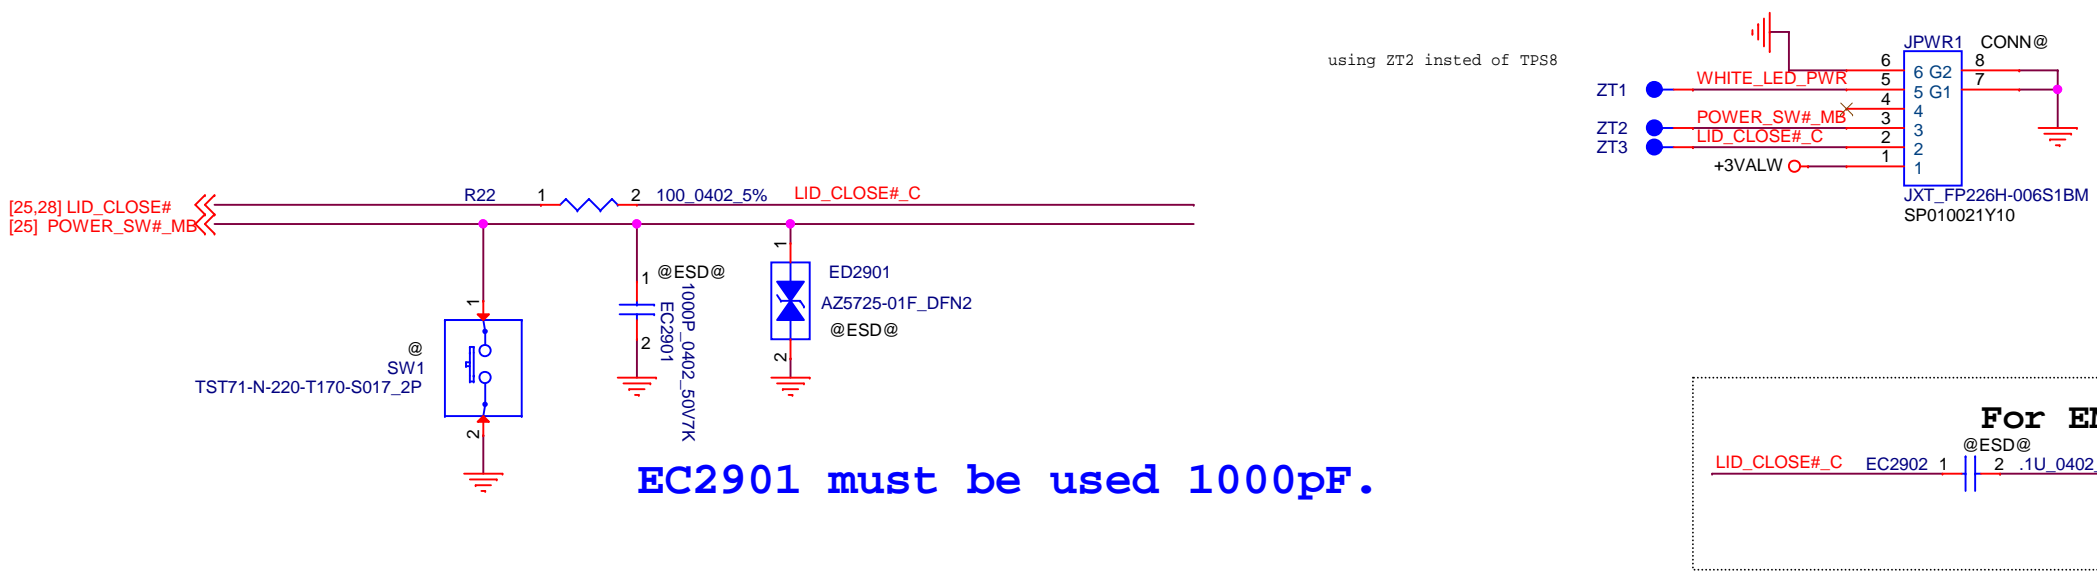 using ZT2 insted of TPS8
JPWR1 CONN@
ZT1 WHITE_LED_PWR
ZT2 POWER_SW#_MB
ZT3 LID_CLOSE#_C
+3VALW
6 6 G2 8
5 5 G1 7
4 4
3 3
2 2
1 1
JXT_FP226H-006S1BM
SP010021Y10
[25,28] LID_CLOSE#
[25] POWER_SW#_MB
R22 1 2 100_0402_5% LID_CLOSE#_C
1
@
SW1
TST71-N-220-T170-S017_2P
2
1 @ESD@
1000P_0402_50V7K
EC2901
2
1
ED2901
AZ5725-01F_DFN2
@ESD@
2
EC2901 must be used 1000pF.
For
@ESD@
LID_CLOSE#_C EC2902 1 2 .1U_0402_